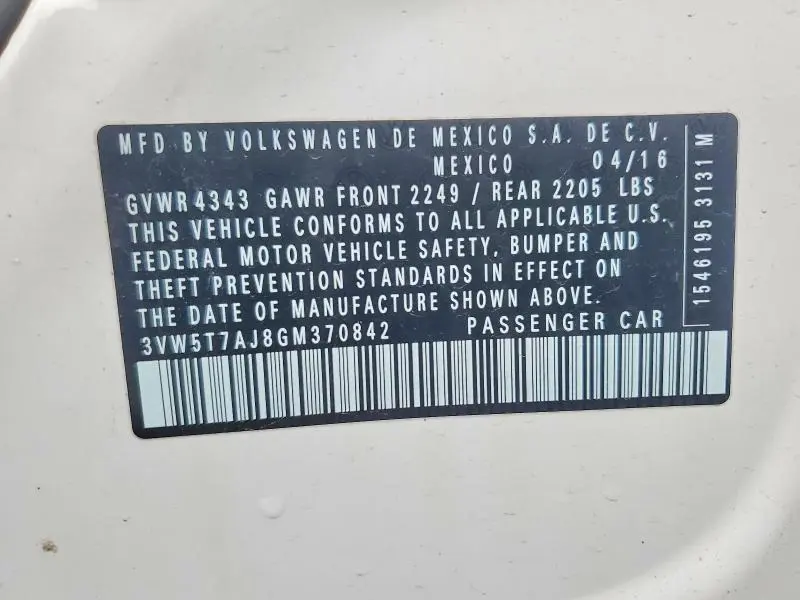 MFD BY VOLKSWAGEN DE MEXICO S.A. DE C.V.
MEXICO 04/16
GVWR 4343 GAWR FRONT 2249 / REAR 2205 LBS
THIS VEHICLE CONFORMS TO ALL APPLICABLE U.S.
FEDERAL MOTOR VEHICLE SAFETY, BUMPER AND
THEFT PREVENTION STANDARDS IN EFFECT ON
THE DATE OF MANUFACTURE SHOWN ABOVE.
3VW5T7AJ8GM370842 PASSENGER CAR
1546195 3131 M